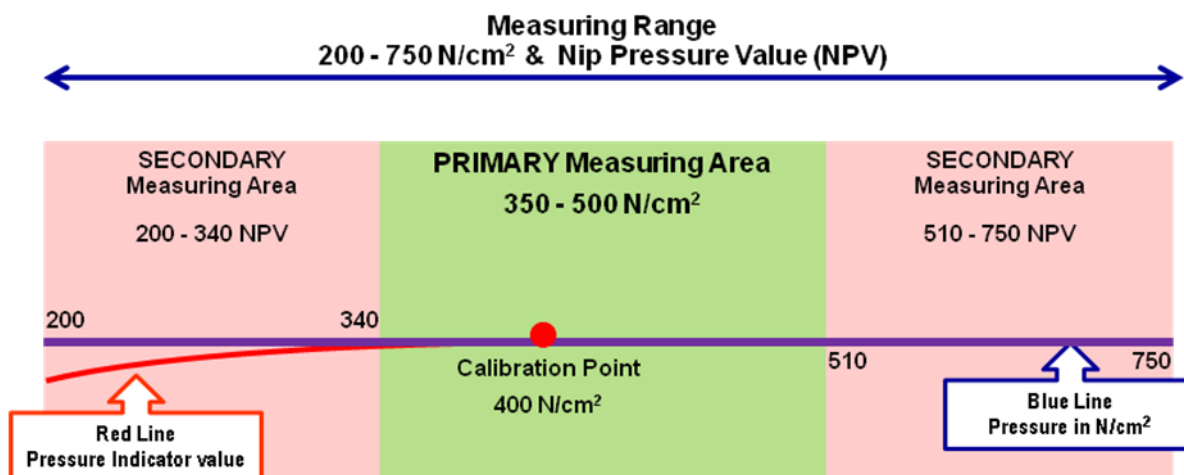 Measuring Range
200 - 750 N/cm² & Nip Pressure Value (NPV)
SECONDARY
Measuring Area
200 - 340 NPV
PRIMARY Measuring Area
350 - 500 N/cm²
SECONDARY
Measuring Area
510 - 750 NPV
200
340
Calibration Point
400 N/cm²
510
750
Red Line
Pressure Indicator value
Blue Line
Pressure in N/cm²